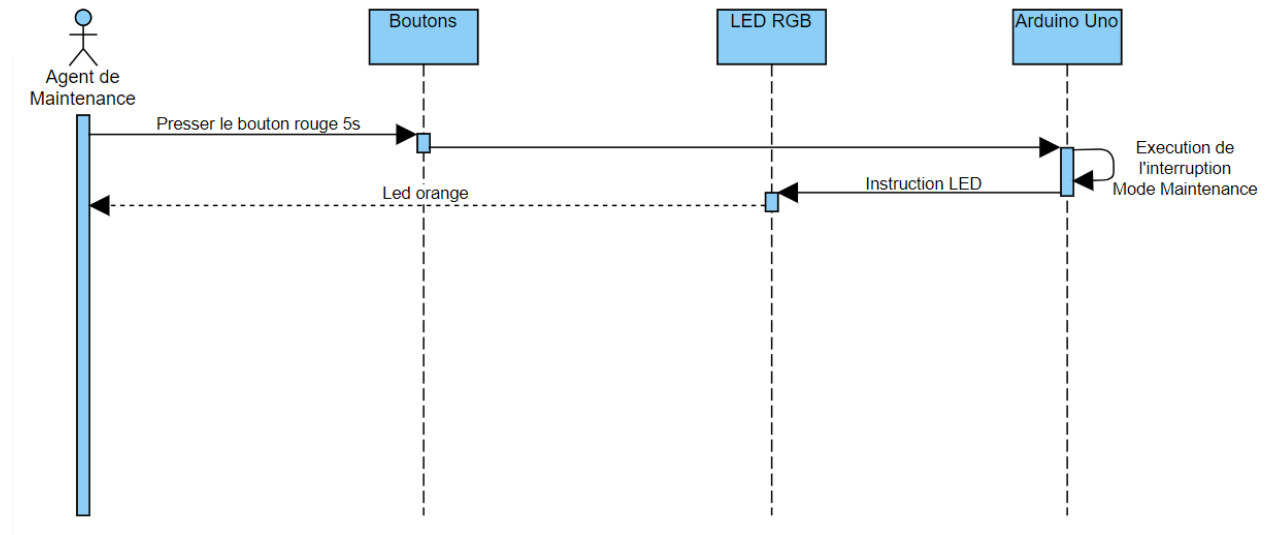 Boutons
LED RGB
Arduino Uno
Agent de
Maintenance
Presser le bouton rouge 5s
Execution de
l'interruption
Mode Maintenance
Instruction LED
Led orange